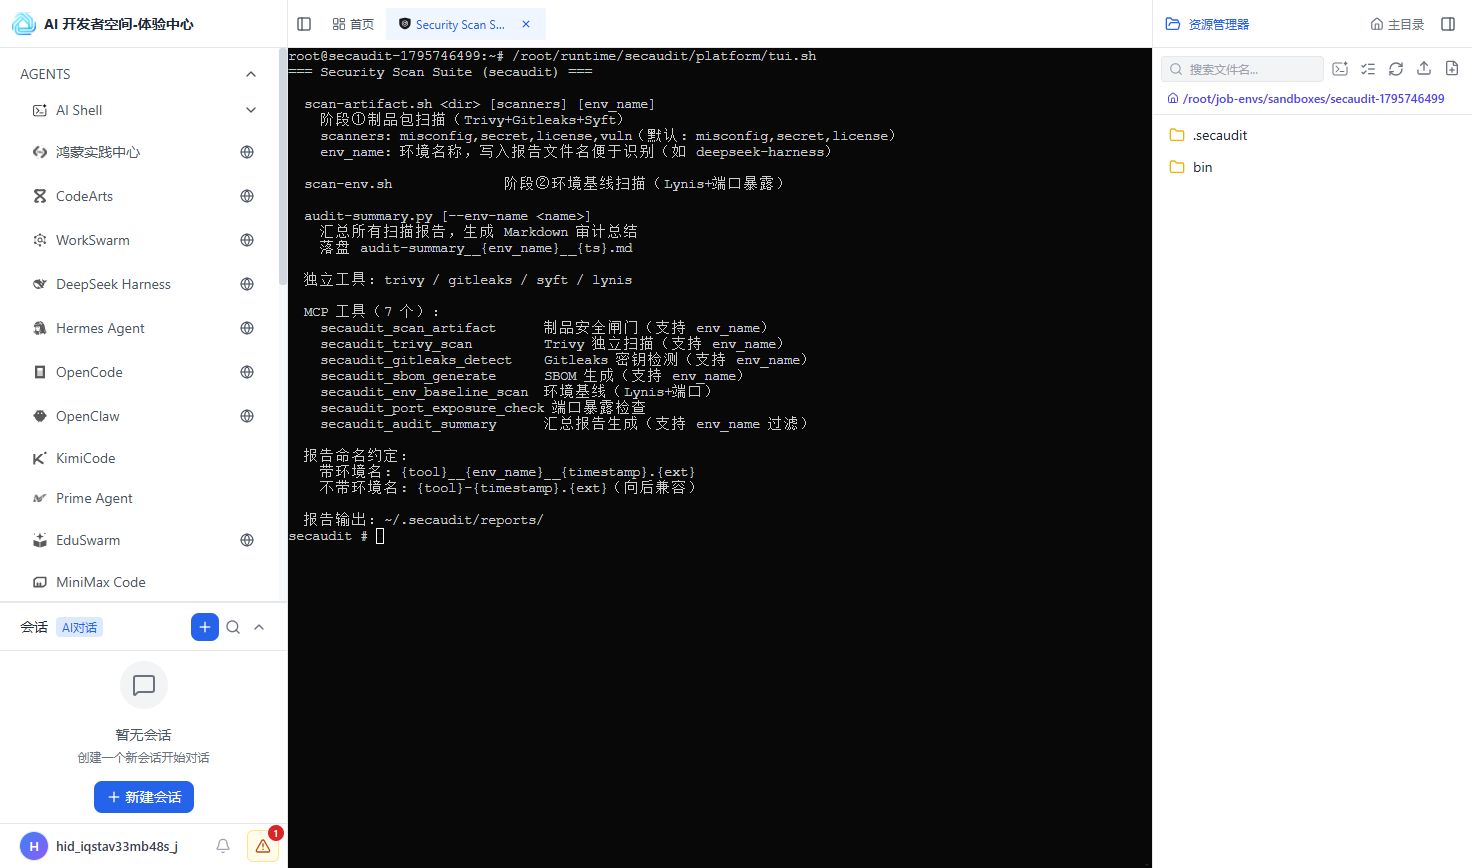 AI 开发者空间-体验中心
AGENTS
AI Shell
鸿蒙实践中心
CodeArts
WorkSwarm
DeepSeek Harness
Hermes Agent
OpenCode
OpenClaw
KimiCode
Prime Agent
EduSwarm
MiniMax Code
会话 AI对话
暂无会话
创建一个新会话开始对话
新建会话
H hid_iqstav33mb48s_j 1
首页 Security Scan S...
root@secaudit-1795746499:~# /root/runtime/secaudit/platform/tui.sh
=== Security Scan Suite (secaudit) ===
scan-artifact.sh <dir> [scanners] [env_name]
阶段①制品包扫描（Trivy+Gitleaks+Syft）
scanners: misconfig,secret,license,vuln（默认：misconfig,secret,license）
env_name: 环境名称，写入报告文件名便于识别（如 deepseek-harness）
scan-env.sh 阶段②环境基线扫描（Lynis+端口暴露）
audit-summary.py [--env-name <name>]
汇总所有扫描报告，生成 Markdown 审计总结
落盘 audit-summary__{env_name}__{ts}.md
独立工具: trivy / gitleaks / syft / lynis
MCP 工具（7 个）:
secaudit_scan_artifact 制品安全闸门（支持 env_name）
secaudit_trivy_scan Trivy 独立扫描（支持 env_name）
secaudit_gitleaks_detect Gitleaks 密钥检测（支持 env_name）
secaudit_sbom_generate SBOM 生成（支持 env_name）
secaudit_env_baseline_scan 环境基线（Lynis+端口）
secaudit_port_exposure_check 端口暴露检查
secaudit_audit_summary 汇总报告生成（支持 env_name 过滤）
报告命名约定:
带环境名: {tool}__{env_name}__{timestamp}.{ext}
不带环境名: {tool}-{timestamp}.{ext}（向后兼容）
报告输出: ~/.secaudit/reports/
secaudit #
资源管理器 主目录
搜索文件名...
/root/job-envs/sandboxes/secaudit-1795746499
.secaudit
bin